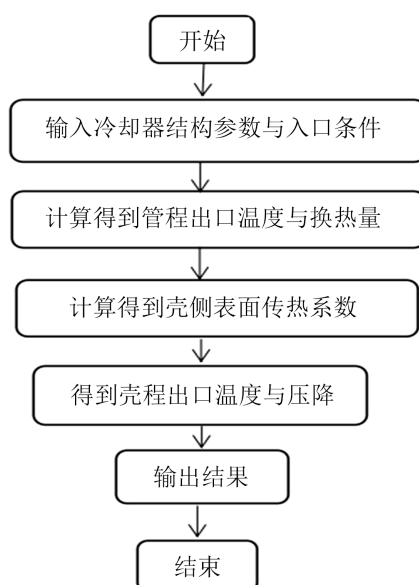 开始
输入冷却器结构参数与入口条件
计算得到管程出口温度与换热量
计算得到壳侧表面传热系数
得到壳程出口温度与压降
输出结果
结束